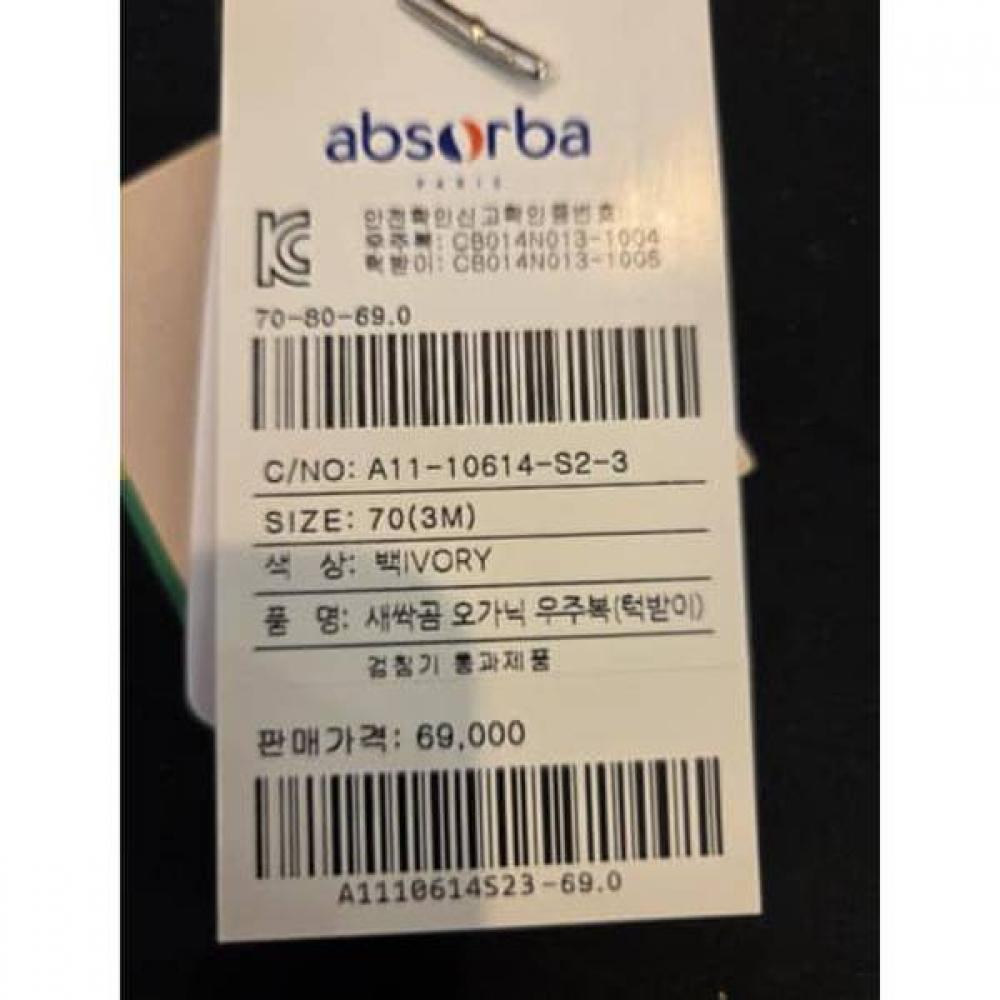 absorba
PARIS
안전확인신고확인증번호:
우주복: CB014N013-1004
턱받이: CB014N013-1005
70-80-69.0
C/NO: A11-10614-S2-3
SIZE: 70(3M)
색 상: 백IVORY
품 명: 새싹곰 오가닉 우주복(턱받이)
검침기 통과제품
판매가격: 69,000
A1110614S23-69.0